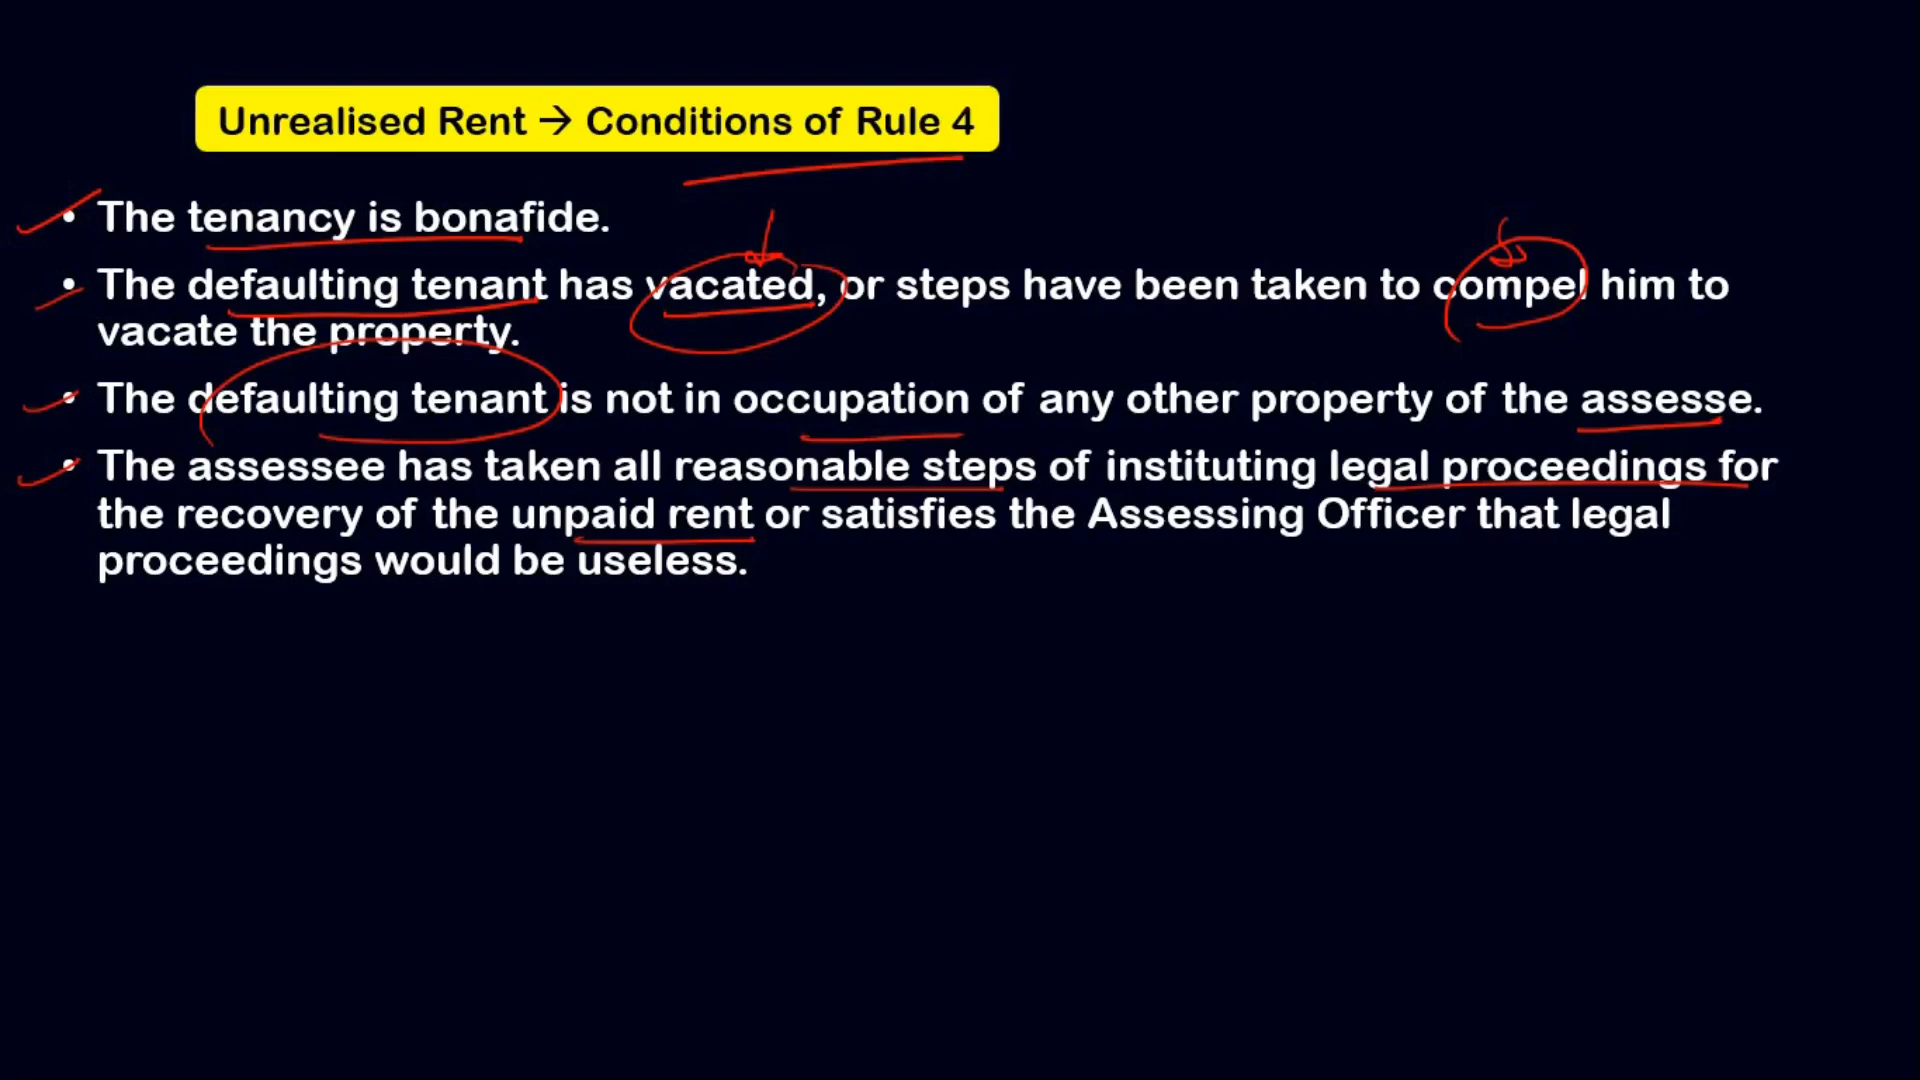 Unrealised Rent → Conditions of Rule 4
• The tenancy is bonafide.
• The defaulting tenant has vacated, or steps have been taken to compel him to
vacate the property.
• The defaulting tenant is not in occupation of any other property of the assesse.
• The assessee has taken all reasonable steps of instituting legal proceedings for
the recovery of the unpaid rent or satisfies the Assessing Officer that legal
proceedings would be useless.